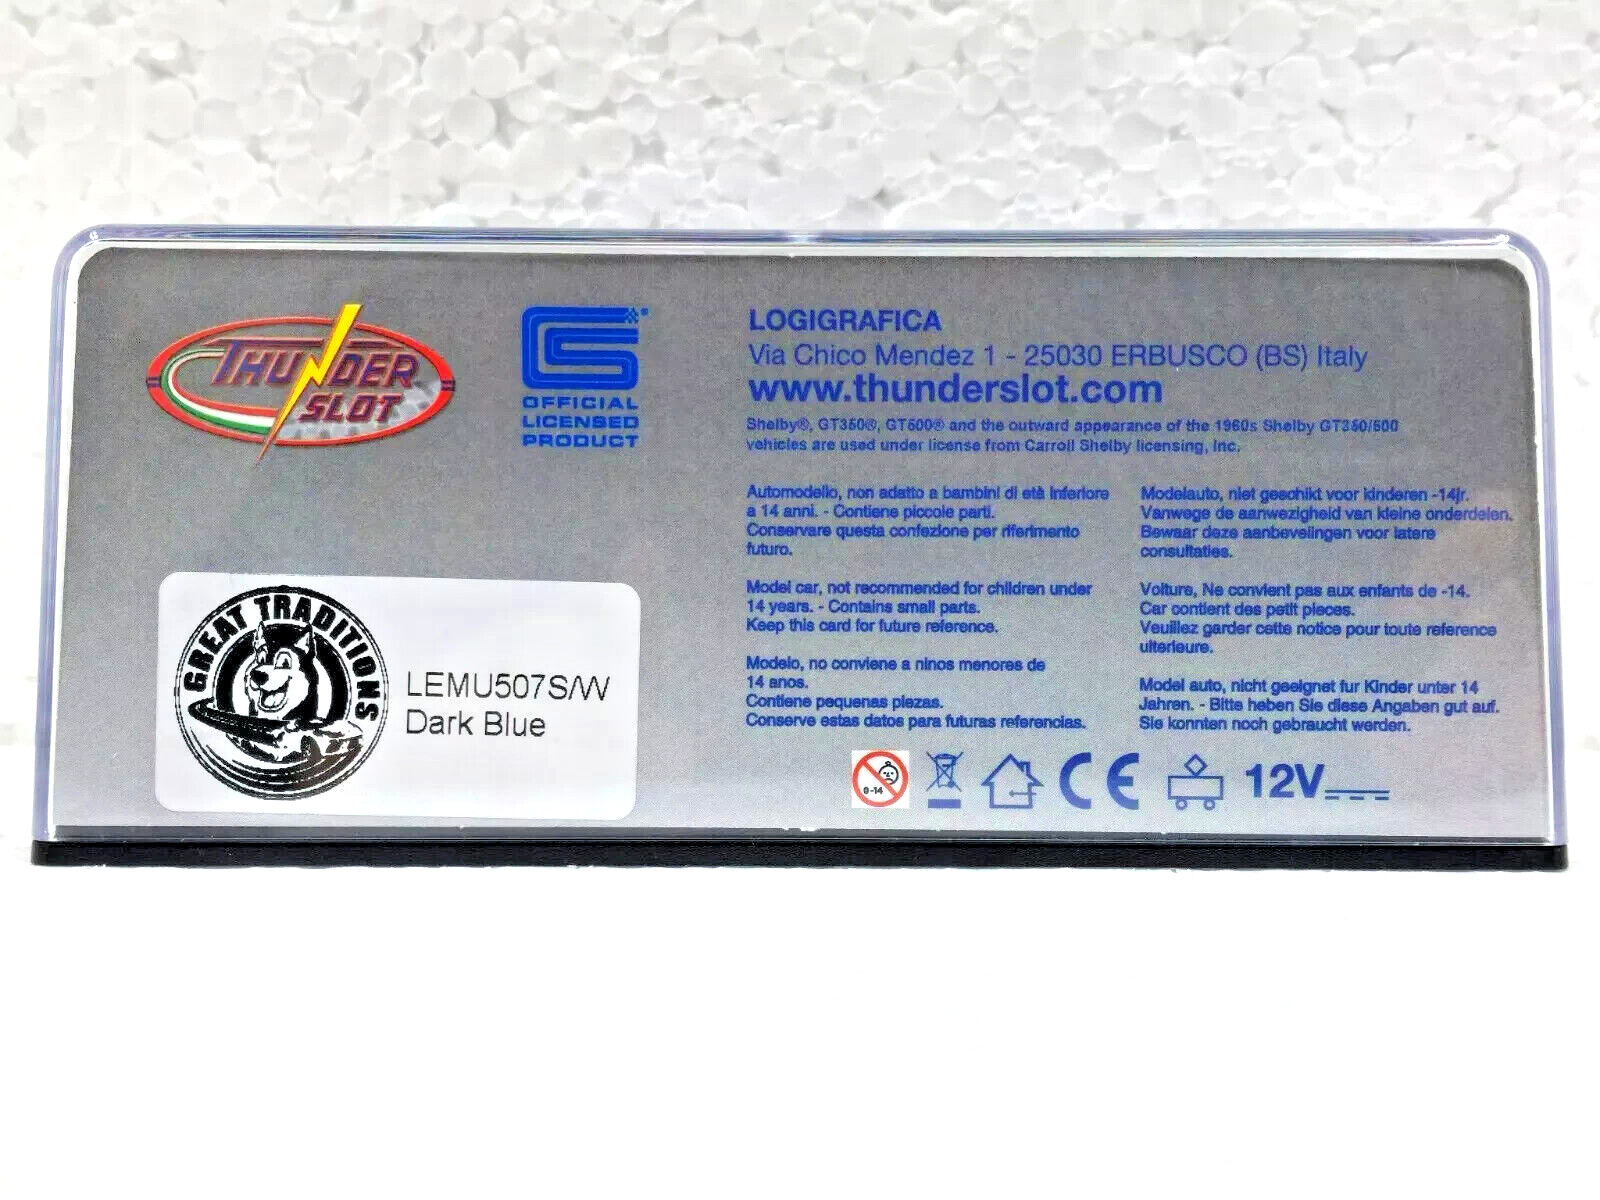 THUNDER
SLOT
OFFICIAL
LICENSED
PRODUCT
LOGIGRAFICA
Via Chico Mendez 1 - 25030 ERBUSCO (BS) Italy
www.thunderslot.com
Shelby®, GT350®, GT500® and the outward appearance of the 1960s Shelby GT350/500
vehicles are used under license from Carroll Shelby licensing, Inc.
Automodello, non adatto a bambini di età inferiore
a 14 anni. - Contiene piccole parti.
Conservare questa confezione per riferimento
futuro.
Model car, not recommended for children under
14 years. - Contains small parts.
Keep this card for future reference.
Modelo, no conviene a ninos menores de
14 anos.
Contiene pequenas piezas.
Conserve estas datos para futuras referencias.
Modelauto, niet geschikt voor kinderen -14jr.
Vanwege de aanwezigheid van kleine onderdelen.
Bewaar deze aanbevelingen voor latere
consultaties.
Voiture, Ne convient pas aux enfants de -14.
Car contient des petit pieces.
Veuillez garder cette notice pour toute reference
ulterieure.
Model auto, nicht geeignet fur Kinder unter 14
Jahren. - Bitte heben Sie diese Angaben gut auf.
Sie konnten noch gebraucht werden.
GREAT TRADITIONS
LEMU507S/W
Dark Blue
0-14
CE
12V